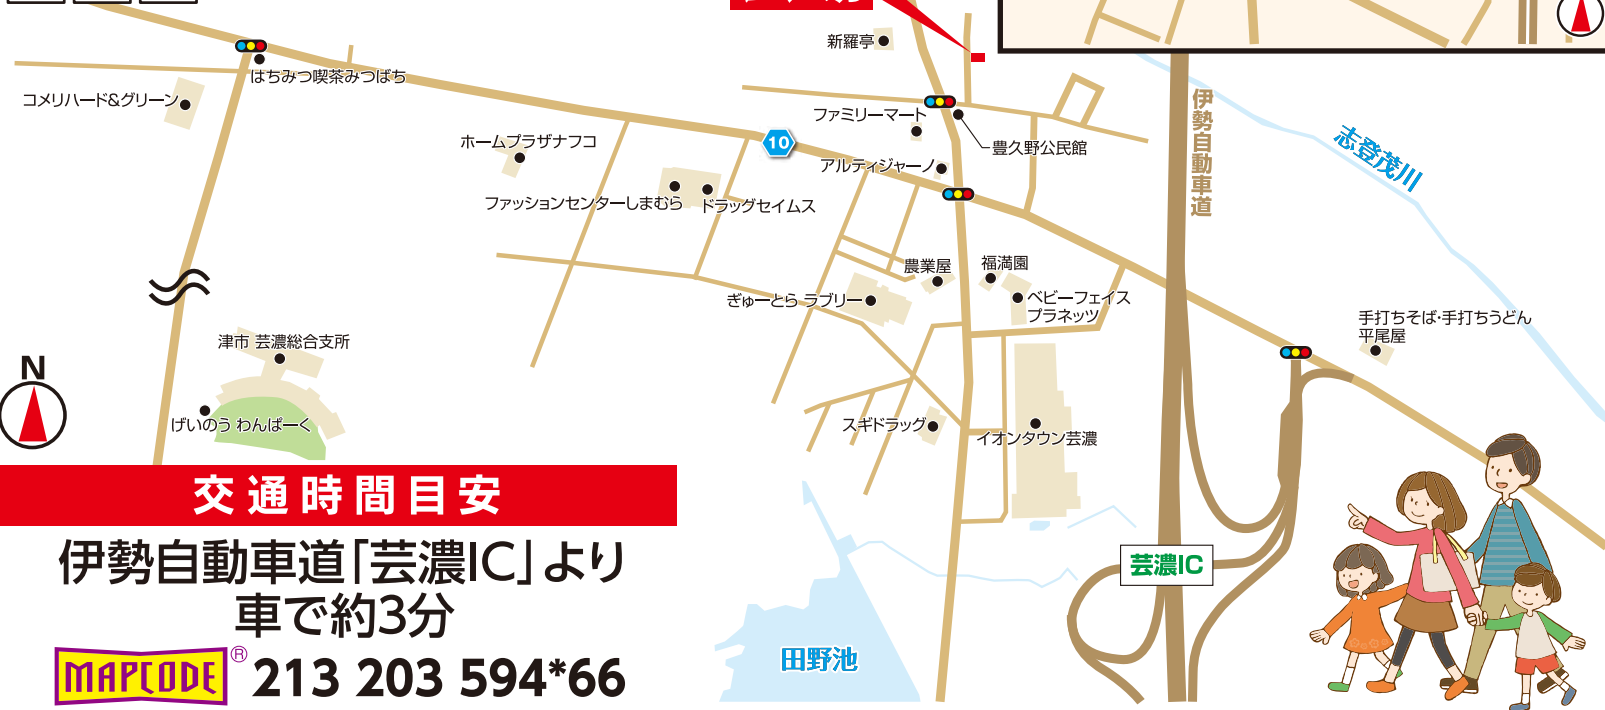 新羅亭
はちみつ喫茶みつばち
コメリハード&グリーン
ファミリーマート
ホームプラザナフコ
10
豊久野公民館
アルティジャーノ
ファッションセンターしまむら
ドラッグセイムス
伊勢自動車道
志登茂川
農業屋
福満園
ぎゅーとら ラブリー
ベビーフェイス
プラネッツ
手打ちそば・手打ちうどん
平尾屋
津市 芸濃総合支所
N
げいのう わんぱーく
スギドラッグ
イオンタウン芸濃
交通時間目安
伊勢自動車道「芸濃IC」より
車で約3分
芸濃IC
田野池
MAPCODE® 213 203 594*66